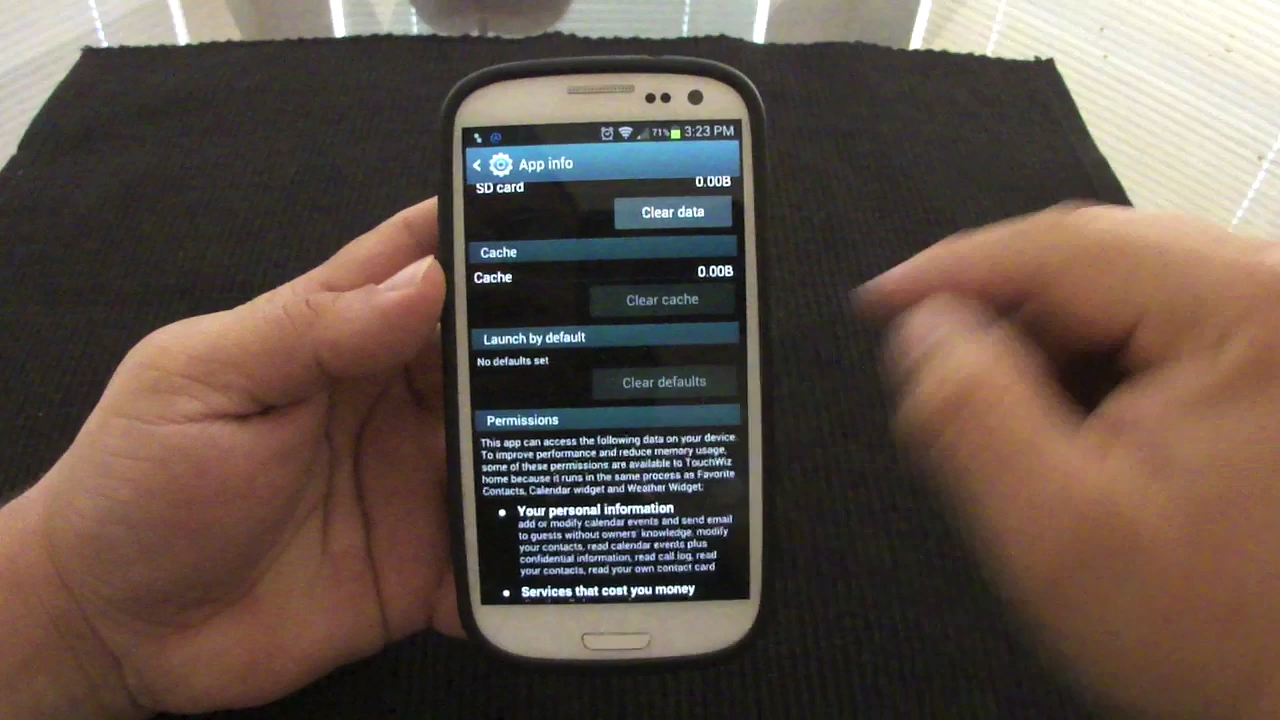 71% 3:23 PM
App info
SD card 0.00B
Clear data
Cache
Cache 0.00B
Clear cache
Launch by default
No defaults set
Clear defaults
Permissions
This app can access the following data on your device.
To improve performance and reduce memory usage,
some of these permissions are available to TouchWiz
home because it runs in the same process as Favorite
Contacts, Calendar widget and Weather Widget:
Your personal information
add or modify calendar events and send email
to guests without owners' knowledge, modify
your contacts, read calendar events plus
confidential information, read call log, read
your contacts, read your own contact card
Services that cost you money